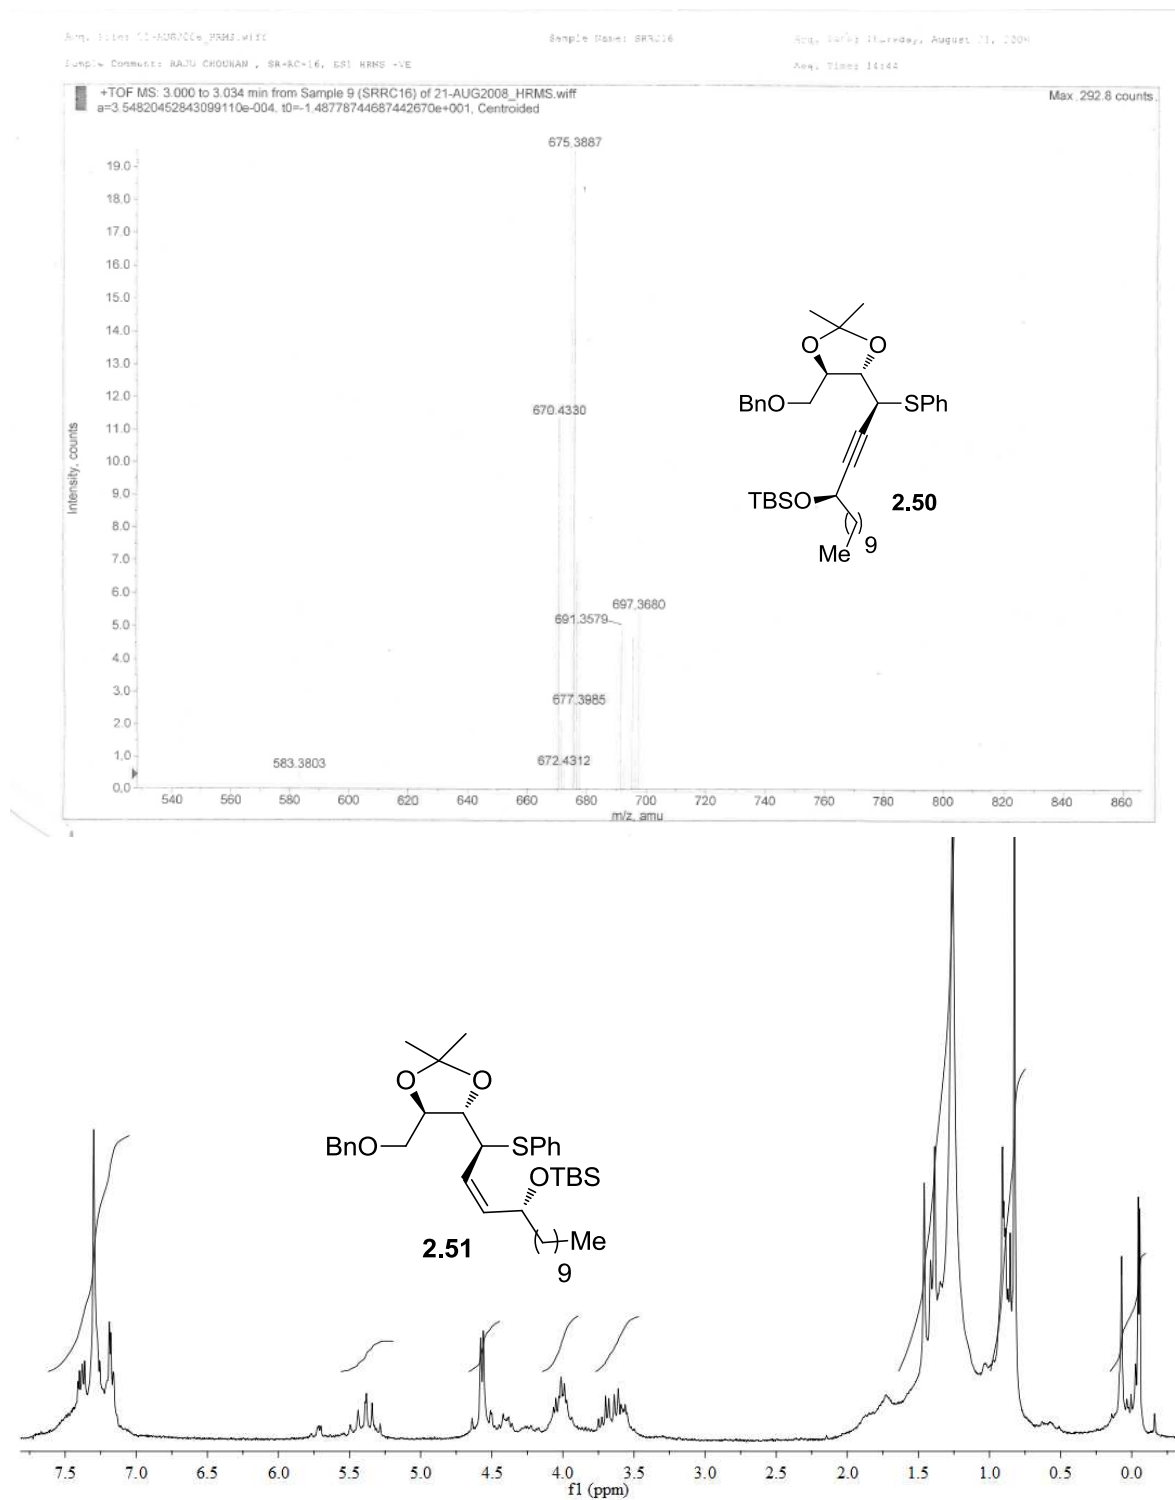 Sample Name: SRRC16
+TOF MS: 3.000 to 3.034 min from Sample 9 (SRRC16) of 21-AUG2008_HRMS.wiff
a=3.54820452843099110e-004, t0=-1.48778744687442670e+001, Centroided
Max. 292.8 counts.
675.3887
670.4330
697.3680
691.3579
677.3985
672.4312
583.3803
19.0
18.0
17.0
16.0
15.0
14.0
13.0
12.0
11.0
10.0
9.0
8.0
7.0
6.0
5.0
4.0
3.0
2.0
1.0
0.0
Intensity, counts
540 560 580 600 620 640 660 680 700 720 740 760 780 800 820 840 860
m/z, amu
O O
BnO SPh
TBSO 2.50
9
Me
O O
BnO SPh
OTBS
2.51
Me
9
7.5 7.0 6.5 6.0 5.5 5.0 4.5 4.0 3.5 3.0 2.5 2.0 1.5 1.0 0.5 0.0
f1 (ppm)